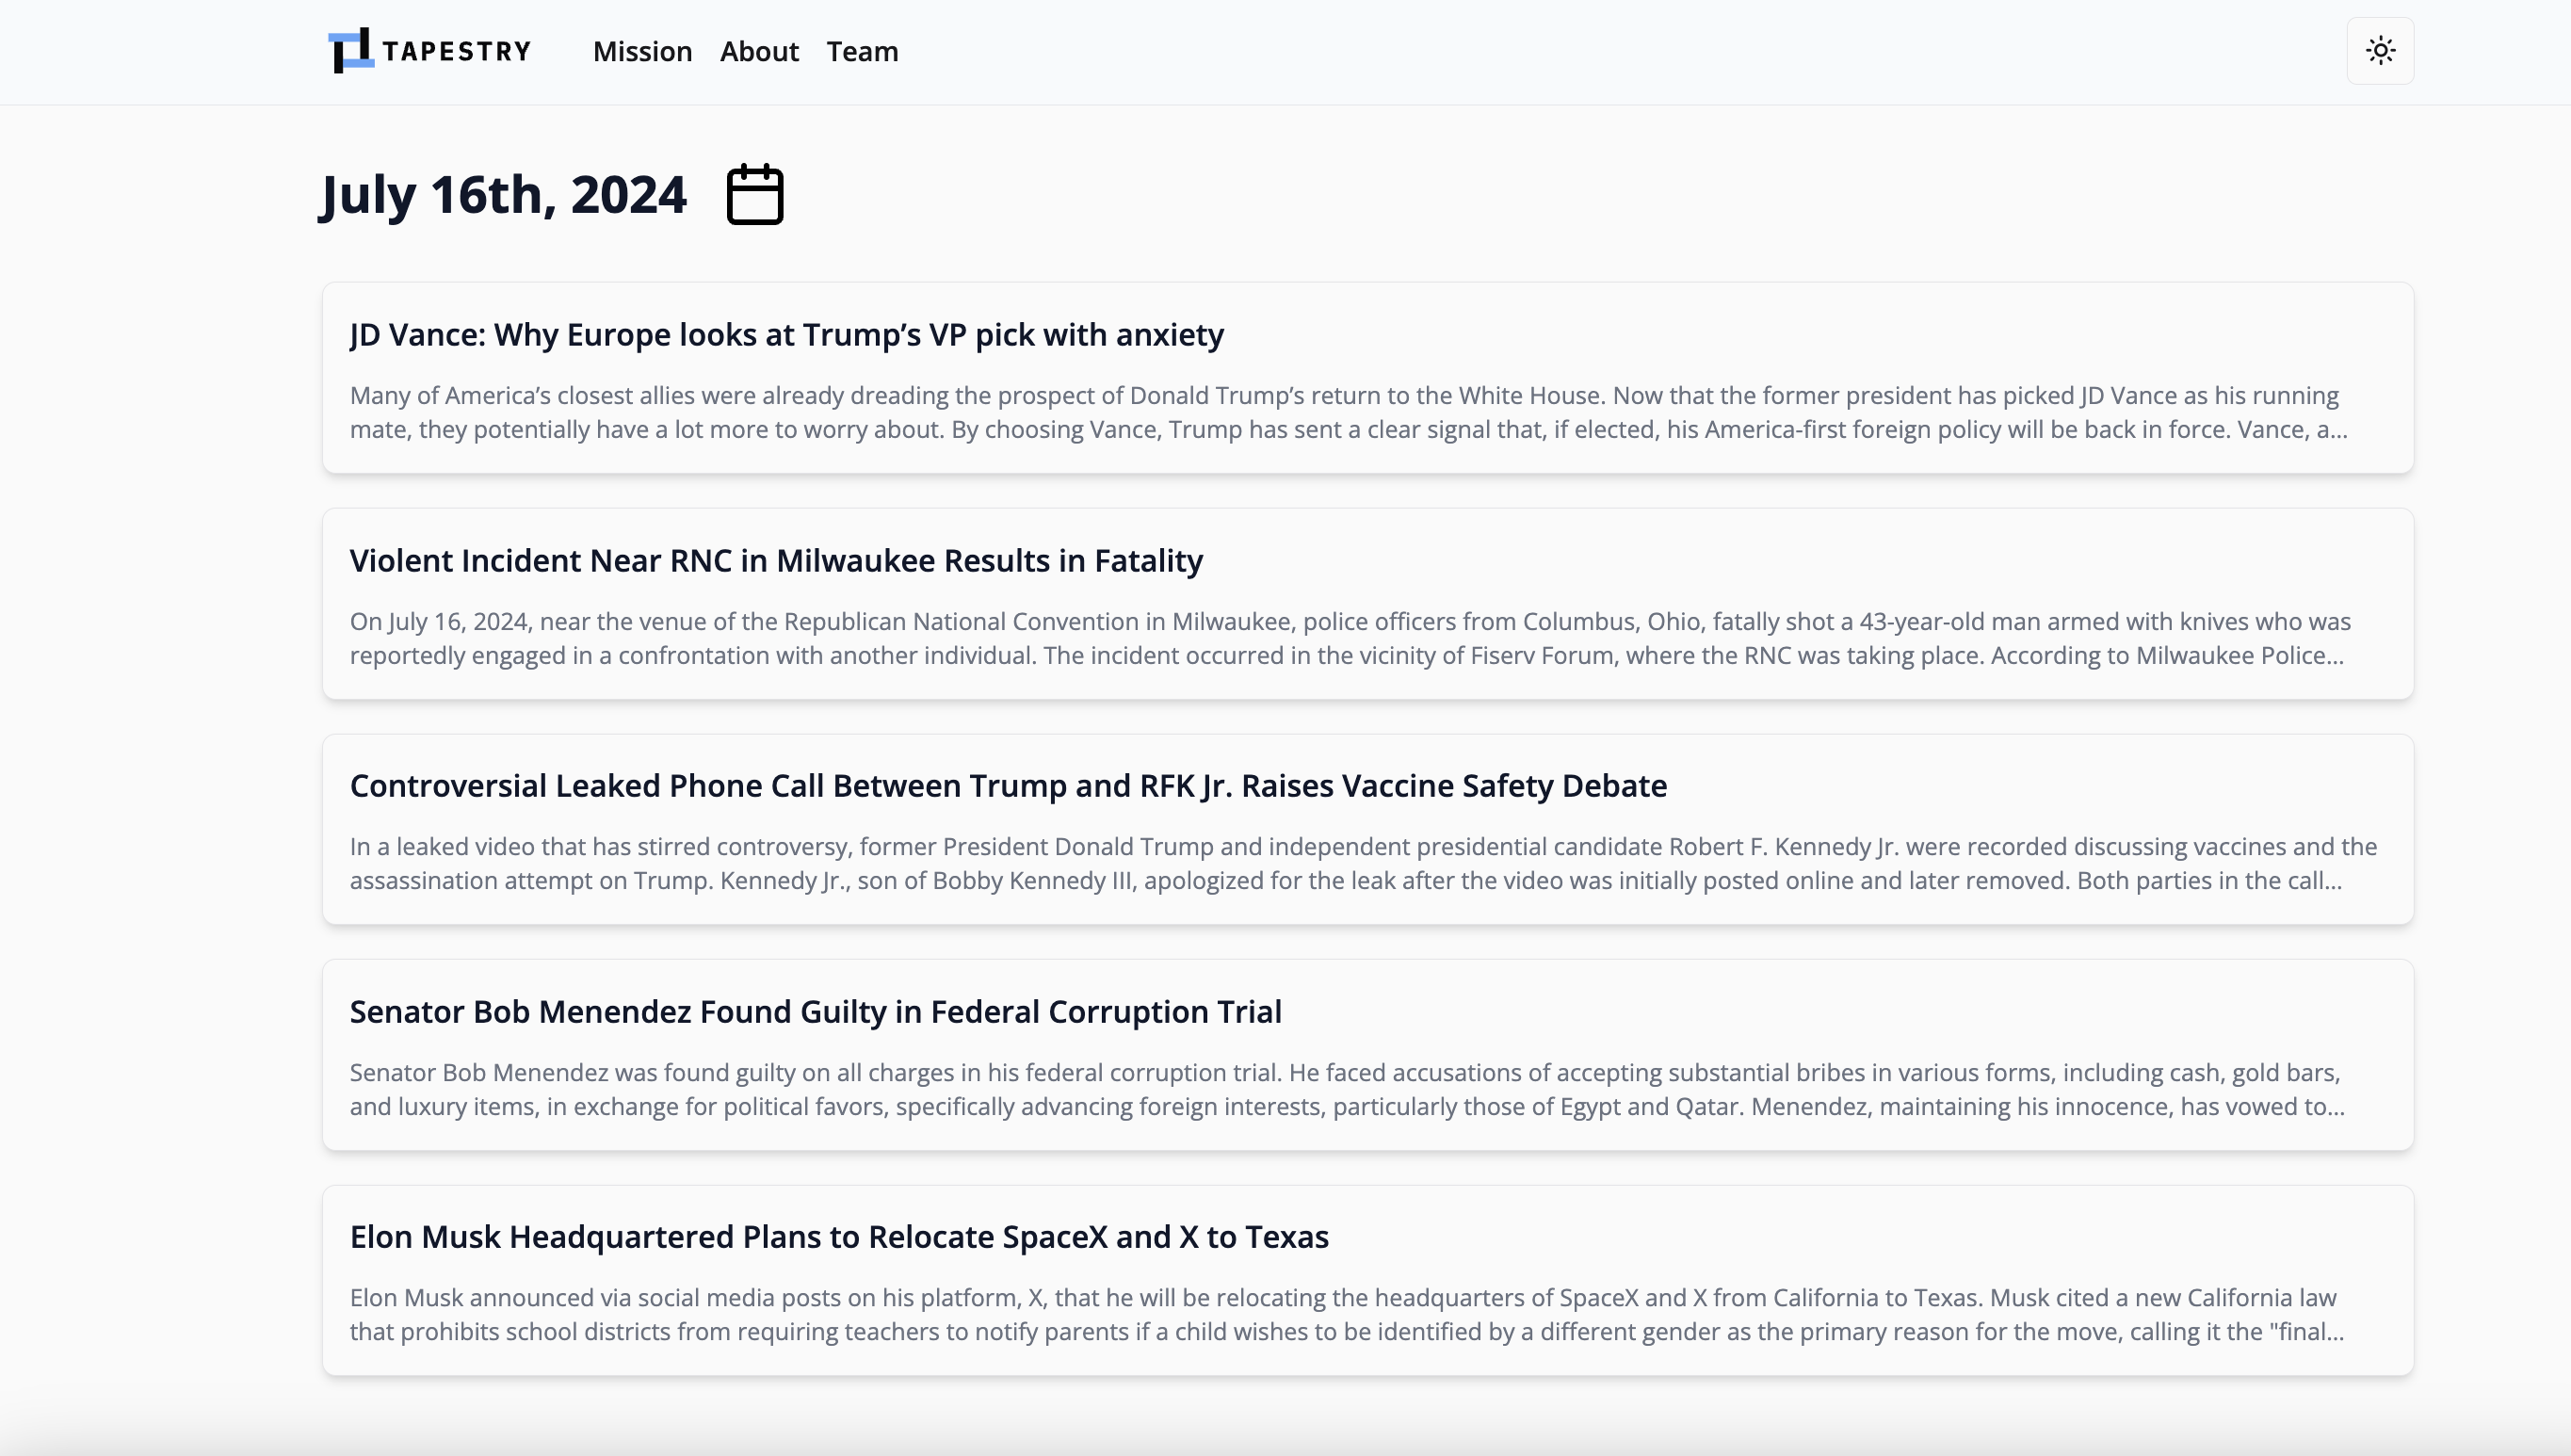 TAPESTRY Mission About Team
July 16th, 2024
JD Vance: Why Europe looks at Trump’s VP pick with anxiety
Many of America’s closest allies were already dreading the prospect of Donald Trump’s return to the White House. Now that the former president has picked JD Vance as his running
mate, they potentially have a lot more to worry about. By choosing Vance, Trump has sent a clear signal that, if elected, his America-first foreign policy will be back in force. Vance, a...
Violent Incident Near RNC in Milwaukee Results in Fatality
On July 16, 2024, near the venue of the Republican National Convention in Milwaukee, police officers from Columbus, Ohio, fatally shot a 43-year-old man armed with knives who was
reportedly engaged in a confrontation with another individual. The incident occurred in the vicinity of Fiserv Forum, where the RNC was taking place. According to Milwaukee Police...
Controversial Leaked Phone Call Between Trump and RFK Jr. Raises Vaccine Safety Debate
In a leaked video that has stirred controversy, former President Donald Trump and independent presidential candidate Robert F. Kennedy Jr. were recorded discussing vaccines and the
assassination attempt on Trump. Kennedy Jr., son of Bobby Kennedy III, apologized for the leak after the video was initially posted online and later removed. Both parties in the call...
Senator Bob Menendez Found Guilty in Federal Corruption Trial
Senator Bob Menendez was found guilty on all charges in his federal corruption trial. He faced accusations of accepting substantial bribes in various forms, including cash, gold bars,
and luxury items, in exchange for political favors, specifically advancing foreign interests, particularly those of Egypt and Qatar. Menendez, maintaining his innocence, has vowed to...
Elon Musk Headquartered Plans to Relocate SpaceX and X to Texas
Elon Musk announced via social media posts on his platform, X, that he will be relocating the headquarters of SpaceX and X from California to Texas. Musk cited a new California law
that prohibits school districts from requiring teachers to notify parents if a child wishes to be identified by a different gender as the primary reason for the move, calling it the "final...